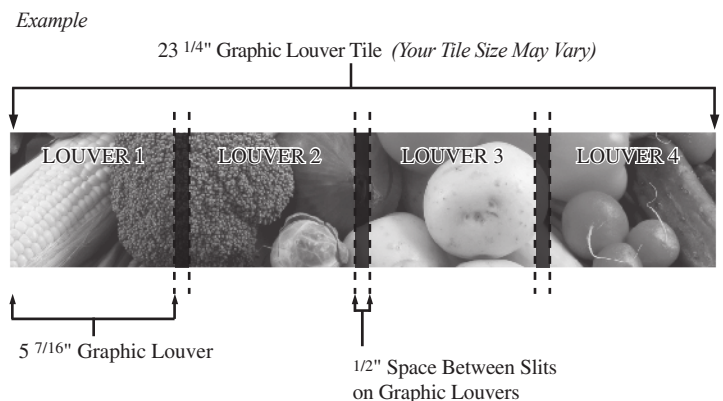 Example
23 1/4" Graphic Louver Tile (Your Tile Size May Vary)
LOUVER 1
LOUVER 2
LOUVER 3
LOUVER 4
5 7/16" Graphic Louver
1/2" Space Between Slits
on Graphic Louvers